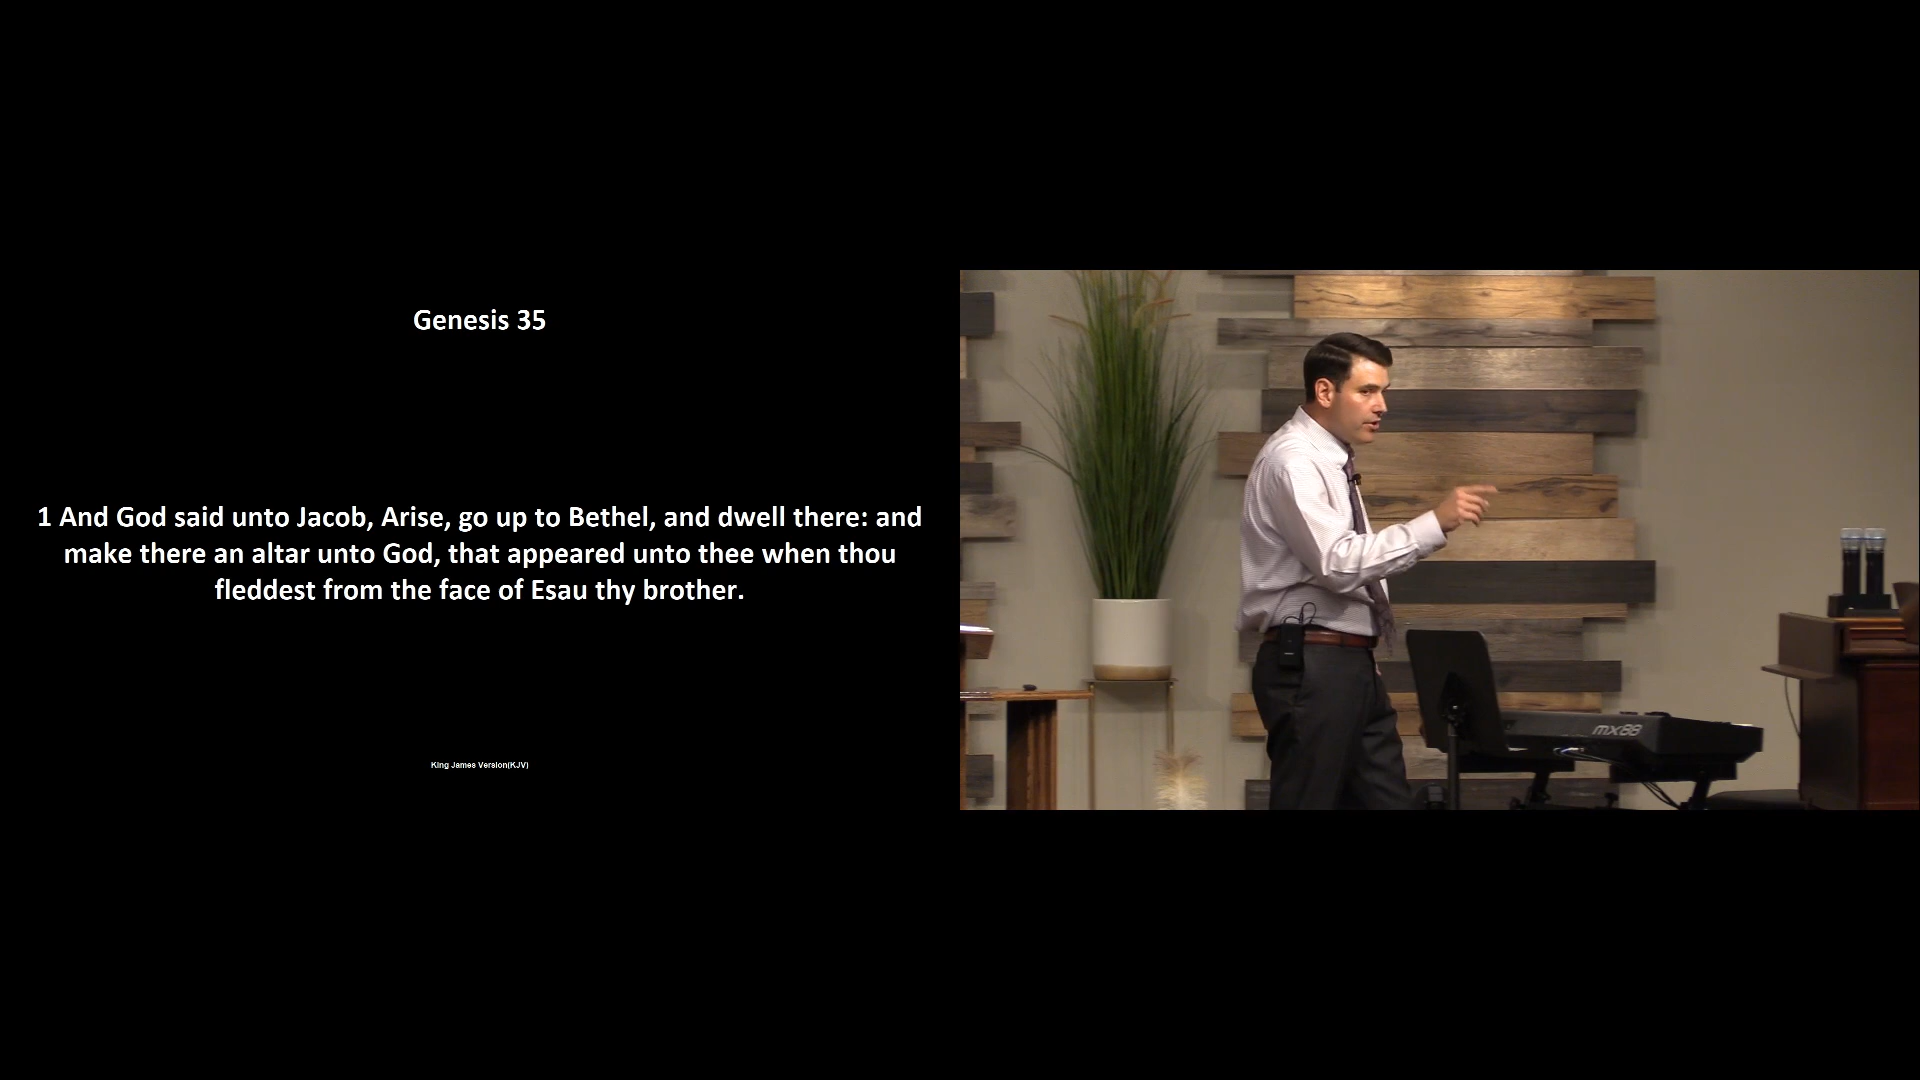 Genesis 35
1 And God said unto Jacob, Arise, go up to Bethel, and dwell there: and
make there an altar unto God, that appeared unto thee when thou
fleddest from the face of Esau thy brother.
King James Version(KJV)
mx88